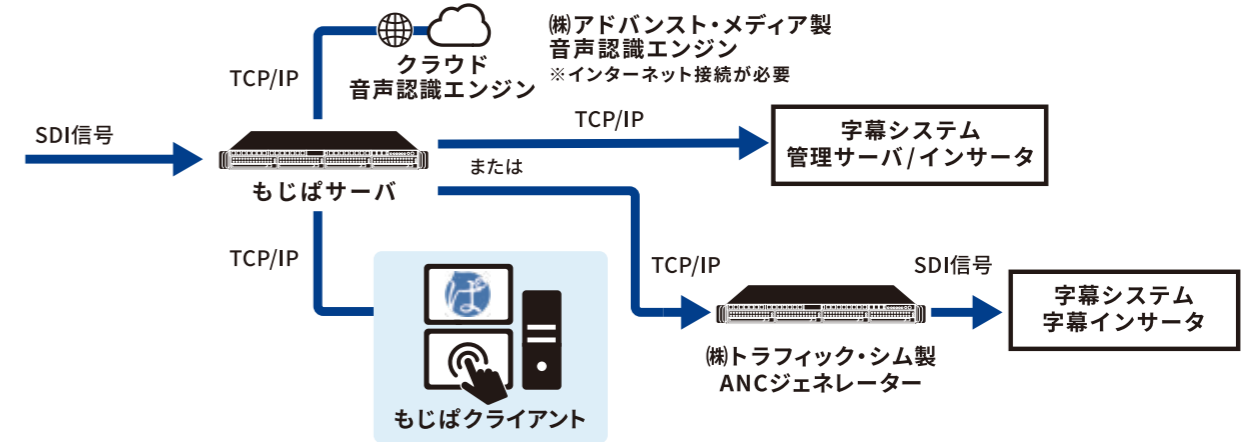 ㈱アドバンスト・メディア製
音声認識エンジン
※インターネット接続が必要
クラウド
音声認識エンジン
TCP/IP
SDI信号
TCP/IP
字幕システム
管理サーバ/インサータ
または
もじぱサーバ
TCP/IP
ぱ
もじぱクライアント
TCP/IP
SDI信号
字幕システム
字幕インサータ
㈱トラフィック・シム製
ANCジェネレーター